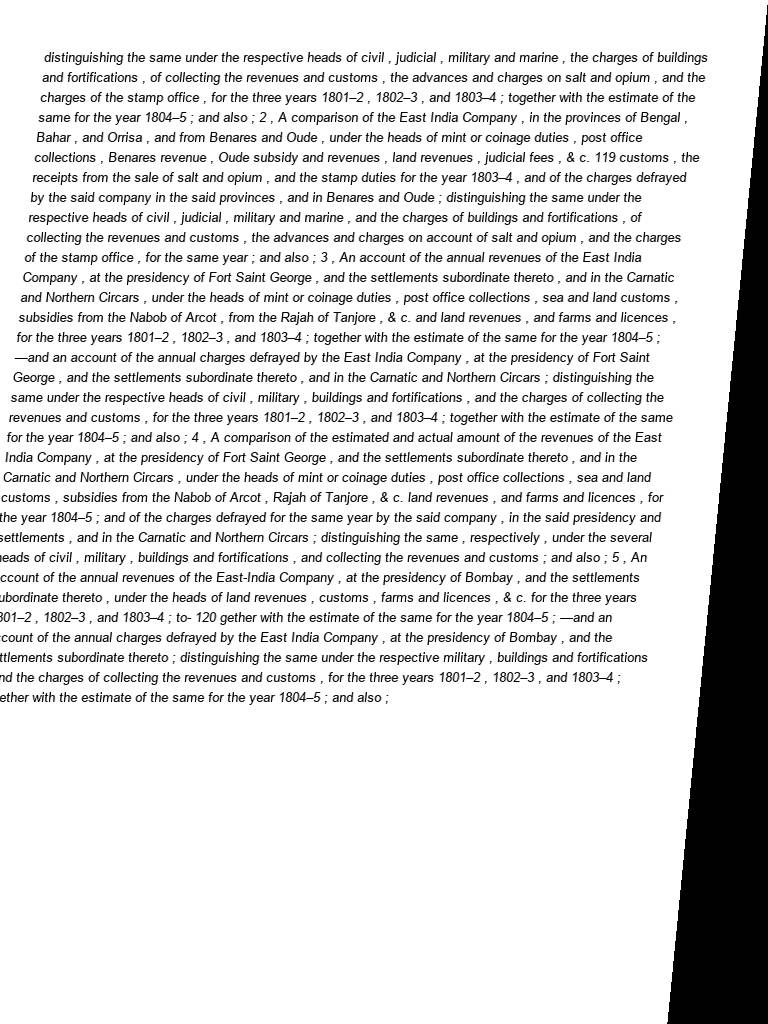 distinguishing the same under the respective heads of civil , judicial , military and marine , the charges of buildings
and fortifications , of collecting the revenues and customs , the advances and charges on salt and opium , and the
charges of the stamp office , for the three years 1801–2 , 1802–3 , and 1803–4 ; together with the estimate of the
same for the year 1804–5 ; and also ; 2 , A comparison of the East India Company , in the provinces of Bengal ,
Bahar , and Orrisa , and from Benares and Oude , under the heads of mint or coinage duties , post office
collections , Benares revenue , Oude subsidy and revenues , land revenues , judicial fees , & c. 119 customs , the
receipts from the sale of salt and opium , and the stamp duties for the year 1803–4 , and of the charges defrayed
by the said company in the said provinces , and in Benares and Oude ; distinguishing the same under the
respective heads of civil , judicial , military and marine , and the charges of buildings and fortifications , of
collecting the revenues and customs , the advances and charges on account of salt and opium , and the charges
of the stamp office , for the same year ; and also ; 3 , An account of the annual revenues of the East India
Company , at the presidency of Fort Saint George , and the settlements subordinate thereto , and in the Carnatic
and Northern Circars , under the heads of mint or coinage duties , post office collections , sea and land customs ,
subsidies from the Nabob of Arcot , from the Rajah of Tanjore , & c. and land revenues , and farms and licences ,
for the three years 1801–2 , 1802–3 , and 1803–4 ; together with the estimate of the same for the year 1804–5 ;
—and an account of the annual charges defrayed by the East India Company , at the presidency of Fort Saint
George , and the settlements subordinate thereto , and in the Carnatic and Northern Circars ; distinguishing the
same under the respective heads of civil , military , buildings and fortifications , and the charges of collecting the
revenues and customs , for the three years 1801–2 , 1802–3 , and 1803–4 ; together with the estimate of the same
for the year 1804–5 ; and also ; 4 , A comparison of the estimated and actual amount of the revenues of the East
India Company , at the presidency of Fort Saint George , and the settlements subordinate thereto , and in the
Carnatic and Northern Circars , under the heads of mint or coinage duties , post office collections , sea and land
customs , subsidies from the Nabob of Arcot , Rajah of Tanjore , & c. land revenues , and farms and licences , for
the year 1804–5 ; and of the charges defrayed for the same year by the said company , in the said presidency and
settlements , and in the Carnatic and Northern Circars ; distinguishing the same , respectively , under the several
heads of civil , military , buildings and fortifications , and collecting the revenues and customs ; and also ; 5 , An
ccount of the annual revenues of the East-India Company , at the presidency of Bombay , and the settlements
ubordinate thereto , under the heads of land revenues , customs , farms and licences , & c. for the three years
801–2 , 1802–3 , and 1803–4 ; to- 120 gether with the estimate of the same for the year 1804–5 ; —and an
count of the annual charges defrayed by the East India Company , at the presidency of Bombay , and the
ttlements subordinate thereto ; distinguishing the same under the respective military , buildings and fortifications
nd the charges of collecting the revenues and customs , for the three years 1801–2 , 1802–3 , and 1803–4 ;
ether with the estimate of the same for the year 1804–5 ; and also ;